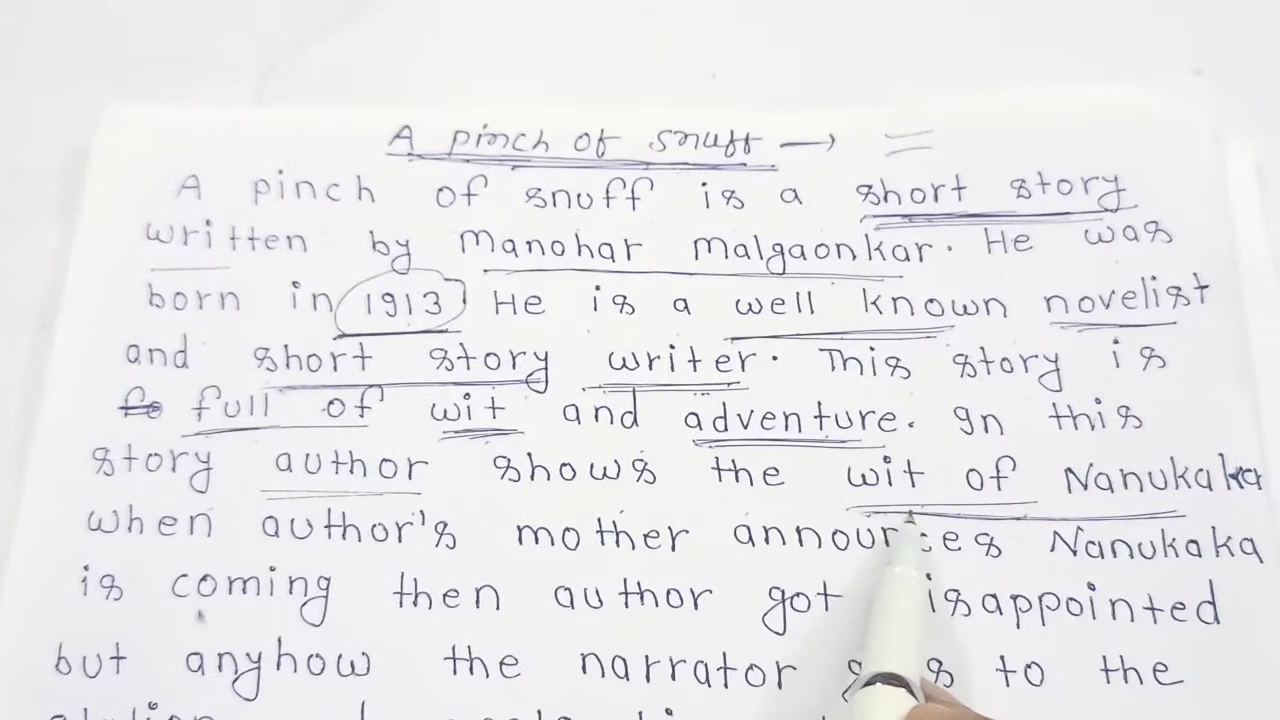 A pinch of snuff →
A pinch of snuff is a short story
written by Manohar malgaonkar. He was
born in 1913 He is a well known novelist
and short story writer. This story is
full of wit and adventure. In this
story author shows the wit of Nanukaka
when author's mother announces Nanukaka
is coming then author got disappointed
but anyhow the narrator to the